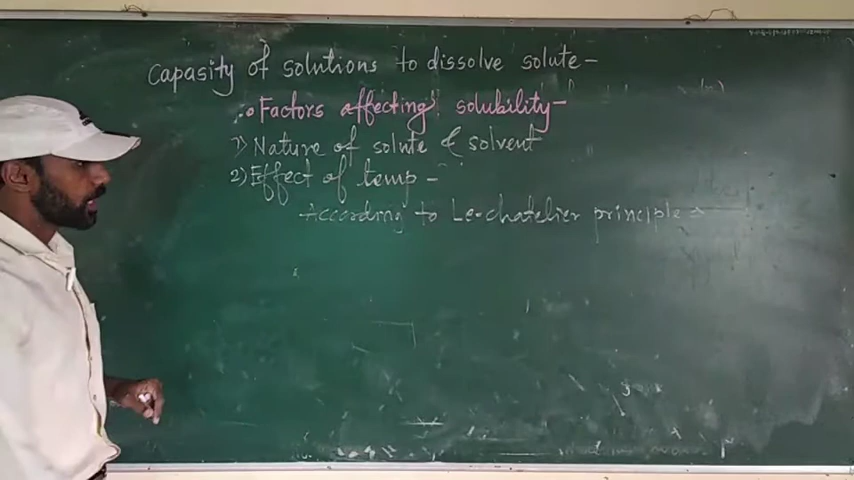 Capasity of solutions to dissolve solute-
∴ Factors affecting solubility-
1) Nature of solute & solvent
2) Effect of temp -
According to Le-chatelier principle -